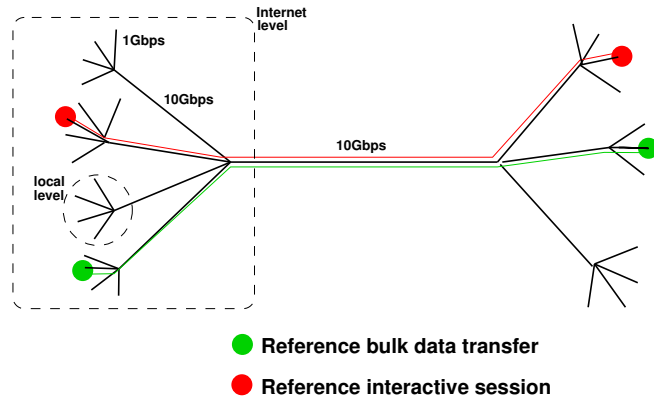 Internet
level
1Gbps
10Gbps
10Gbps
local
level
Reference bulk data transfer
Reference interactive session